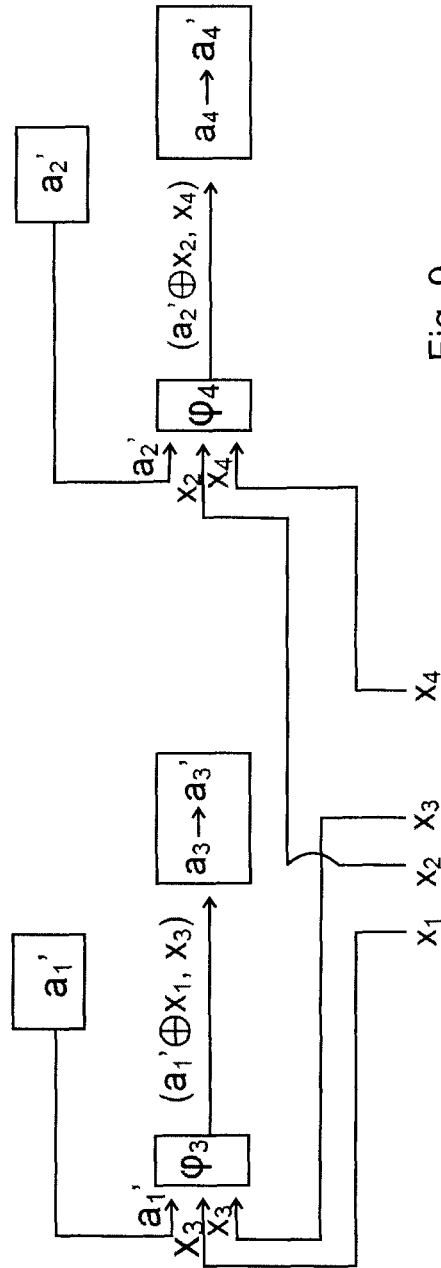 a₁'
a₂'
a₁'
x₃
x₃
φ₃
(a₁'⊕x₁, x₃)
a₃→a₃'
a₂'
x₂
x₄
φ₄
(a₂'⊕x₂, x₄)
a₄→a₄'
x₁
x₂
x₃
x₄
Fig.